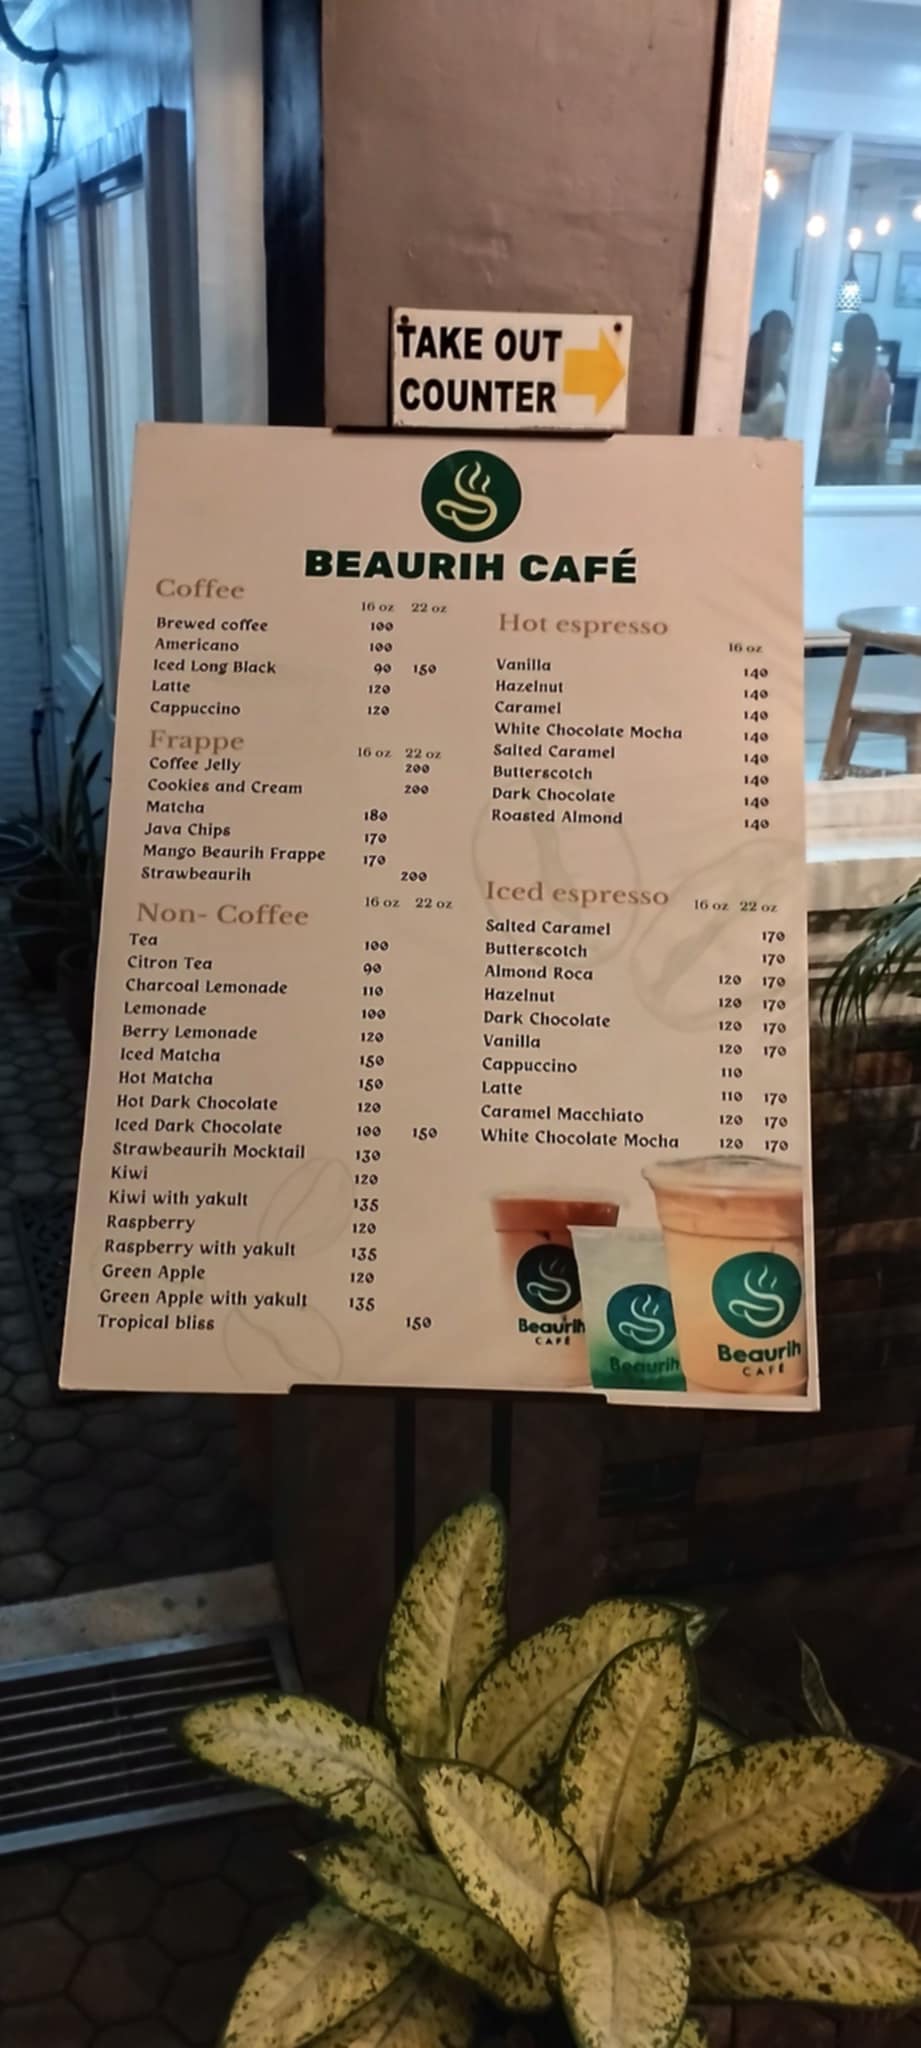 TAKE OUT
COUNTER
BEAURIH CAFÉ
Coffee
16 oz 22 oz
Brewed coffee 100
Americano 100
Iced Long Black 90 150
Latte 120
Cappuccino 120
Frappe
16 oz 22 oz
Coffee Jelly 200
Cookies and Cream 200
Matcha 180
Java Chips 170
Mango Beaurih Frappe 170
Strawbeaurih 200
Non- Coffee
16 oz 22 oz
Tea 100
Citron Tea 90
Charcoal Lemonade 110
Lemonade 100
Berry Lemonade 120
Iced Matcha 150
Hot Matcha 150
Hot Dark Chocolate 120
Iced Dark Chocolate 100 150
Strawbeaurih Mocktail 130
Kiwi 120
Kiwi with yakult 135
Raspberry 120
Raspberry with yakult 135
Green Apple 120
Green Apple with yakult 135
Tropical bliss 150
Hot espresso
16 oz
Vanilla 140
Hazelnut 140
Caramel 140
White Chocolate Mocha 140
Salted Caramel 140
Butterscotch 140
Dark Chocolate 140
Roasted Almond 140
Iced espresso
16 oz 22 oz
Salted Caramel 170
Butterscotch 170
Almond Roca 120 170
Hazelnut 120 170
Dark Chocolate 120 170
Vanilla 120 170
Cappuccino 110
Latte 110 170
Caramel Macchiato 120 170
White Chocolate Mocha 120 170
Beaurih
CAFÉ
Beaurih
Beaurih
CAFÉ